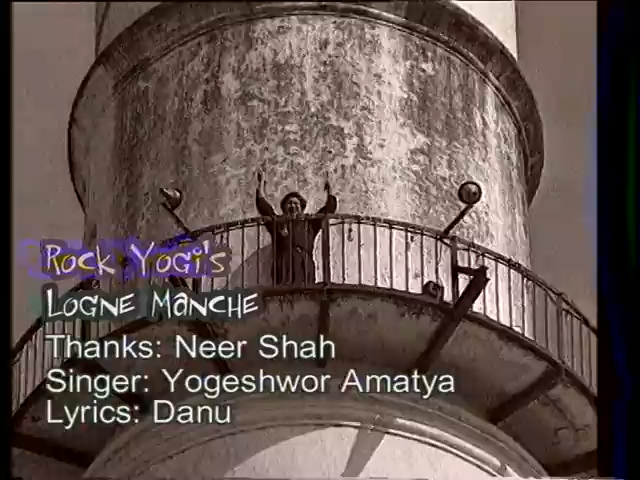 Rock Yogi's
Logne Manche
Thanks: Neer Shah
Singer: Yogeshwor Amatya
Lyrics: Danu